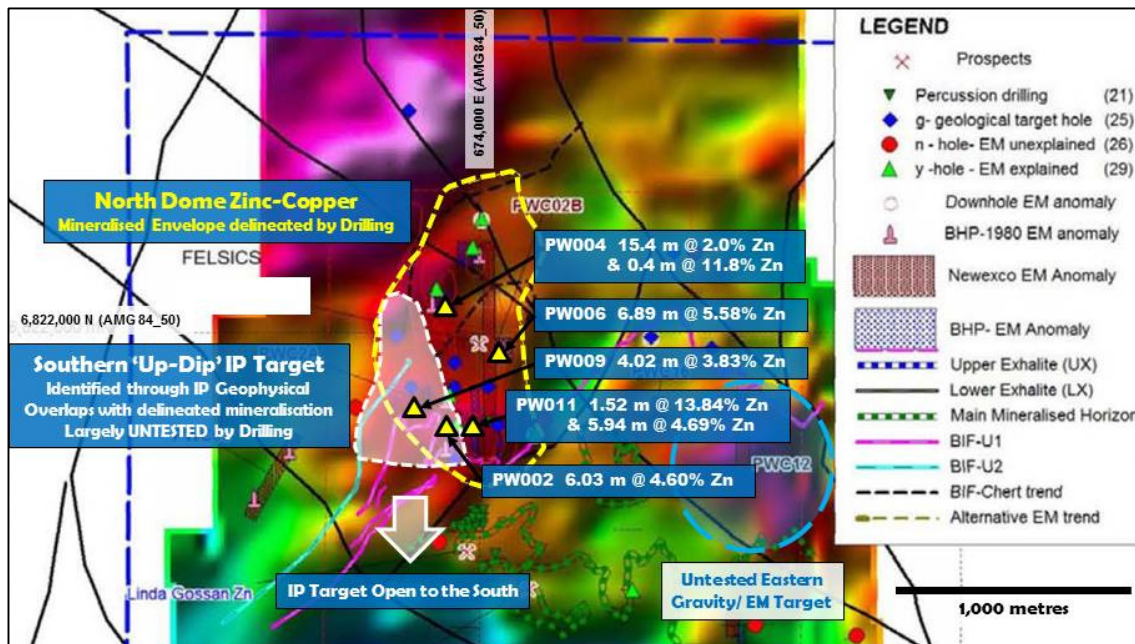 674,000 E (AMG84_50)
North Dome Zinc-Copper
Mineralised Envelope delineated by Drilling
PWC02B
FELSICS
PW004 15.4 m @ 2.0% Zn
& 0.4 m @ 11.8% Zn
6,822,000 N (AMG84_50)
PW006 6.89 m @ 5.58% Zn
Southern 'Up-Dip' IP Target
Identified through IP Geophysical
Overlaps with delineated mineralisation
Largely UNTESTED by Drilling
PW009 4.02 m @ 3.83% Zn
PW011 1.52 m @ 13.84% Zn
& 5.94 m @ 4.69% Zn
PWC12
PW002 6.03 m @ 4.60% Zn
IP Target Open to the South
Linda Gossan Zn
Untested Eastern
Gravity/ EM Target
LEGEND
Prospects
Percussion drilling (21)
g- geological target hole (25)
n - hole- EM unexplained (26)
y -hole - EM explained (29)
Downhole EM anomaly
BHP-1980 EM anomaly
Newexco EM Anomaly
BHP- EM Anomaly
Upper Exhalite (UX)
Lower Exhalite (LX)
Main Mineralised Horizon
BIF-U1
BIF-U2
BIF-Chert trend
Alternative EM trend
1,000 metres